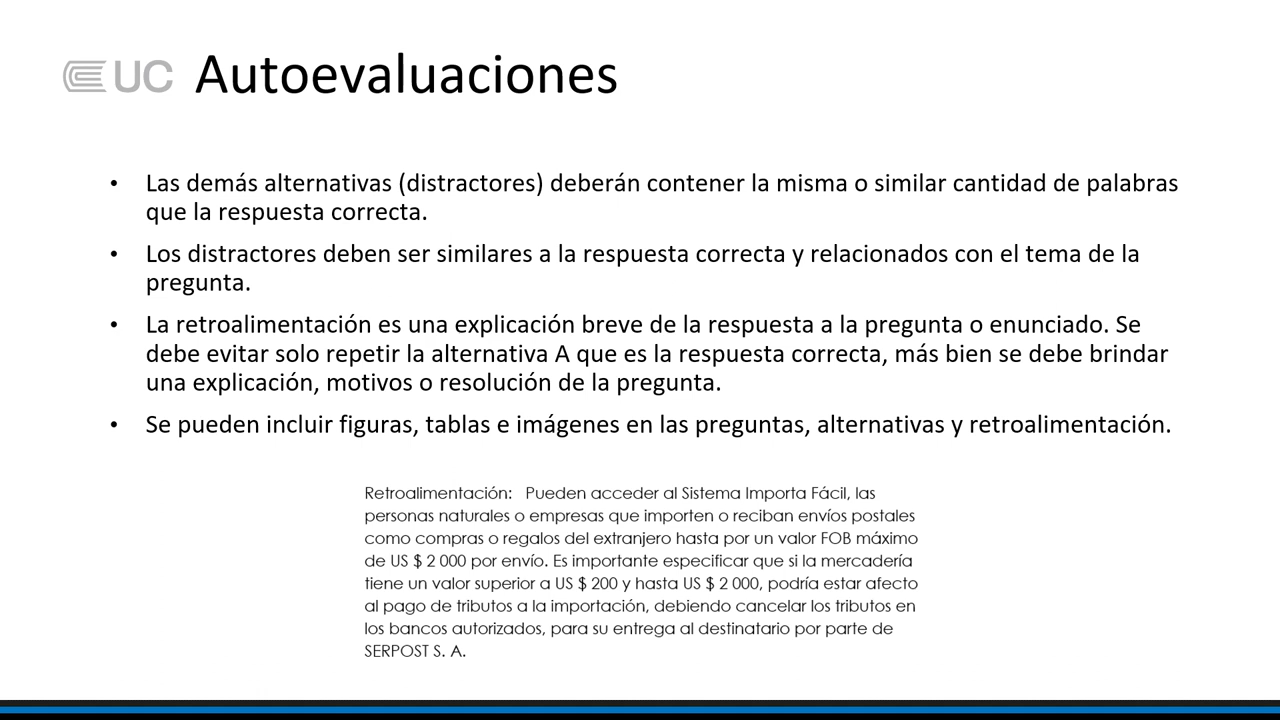 UC Autoevaluaciones
• Las demás alternativas (distractores) deberán contener la misma o similar cantidad de palabras
que la respuesta correcta.
• Los distractores deben ser similares a la respuesta correcta y relacionados con el tema de la
pregunta.
• La retroalimentación es una explicación breve de la respuesta a la pregunta o enunciado. Se
debe evitar solo repetir la alternativa A que es la respuesta correcta, más bien se debe brindar
una explicación, motivos o resolución de la pregunta.
• Se pueden incluir figuras, tablas e imágenes en las preguntas, alternativas y retroalimentación.
Retroalimentación: Pueden acceder al Sistema Importa Fácil, las
personas naturales o empresas que importen o reciban envíos postales
como compras o regalos del extranjero hasta por un valor FOB máximo
de US $ 2 000 por envío. Es importante especificar que si la mercadería
tiene un valor superior a US $ 200 y hasta US $ 2 000, podría estar afecto
al pago de tributos a la importación, debiendo cancelar los tributos en
los bancos autorizados, para su entrega al destinatario por parte de
SERPOST S. A.